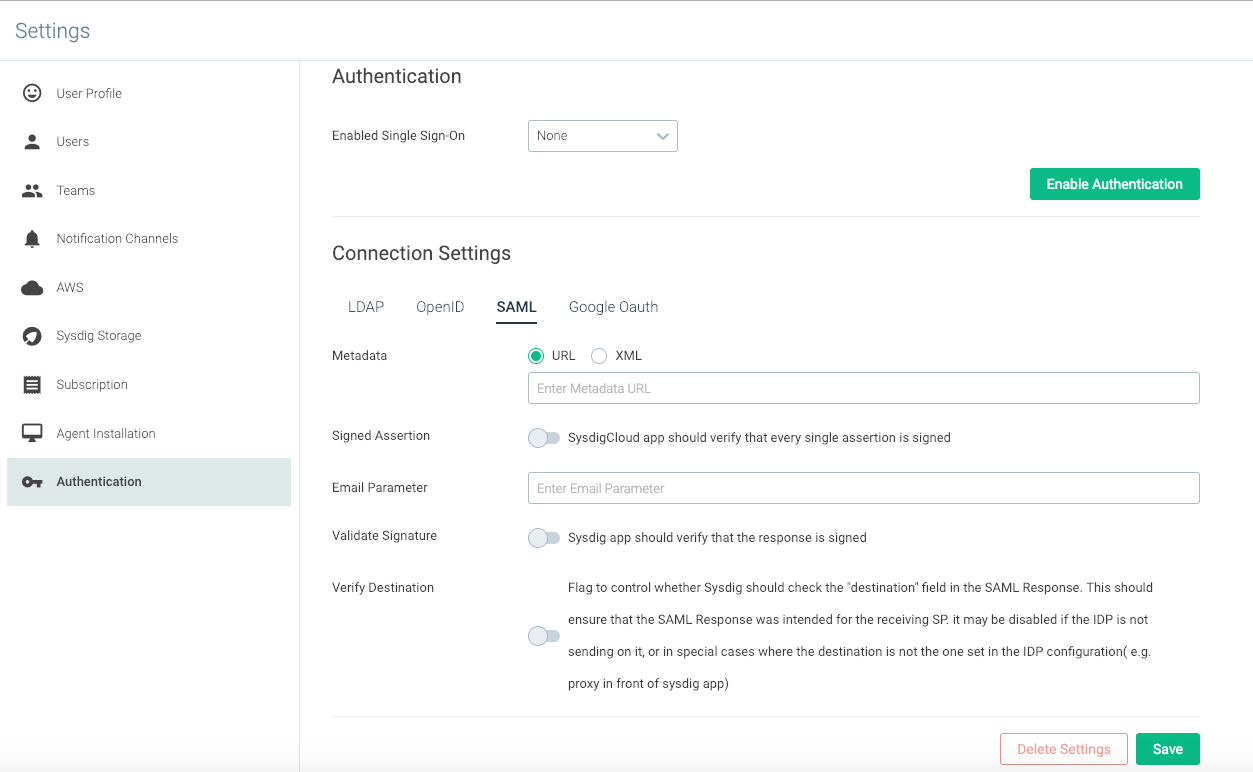 Settings
User Profile
Users
Teams
Notification Channels
AWS
Sysdig Storage
Subscription
Agent Installation
Authentication
Authentication
Enabled Single Sign-On
None
Enable Authentication
Connection Settings
LDAP OpenID SAML Google Oauth
Metadata
URL XML
Enter Metadata URL
Signed Assertion
SysdigCloud app should verify that every single assertion is signed
Email Parameter
Enter Email Parameter
Validate Signature
Sysdig app should verify that the response is signed
Verify Destination
Flag to control whether Sysdig should check the "destination" field in the SAML Response. This should
ensure that the SAML Response was intended for the receiving SP. it may be disabled if the IDP is not
sending on it, or in special cases where the destination is not the one set in the IDP configuration( e.g.
proxy in front of sysdig app)
Delete Settings
Save